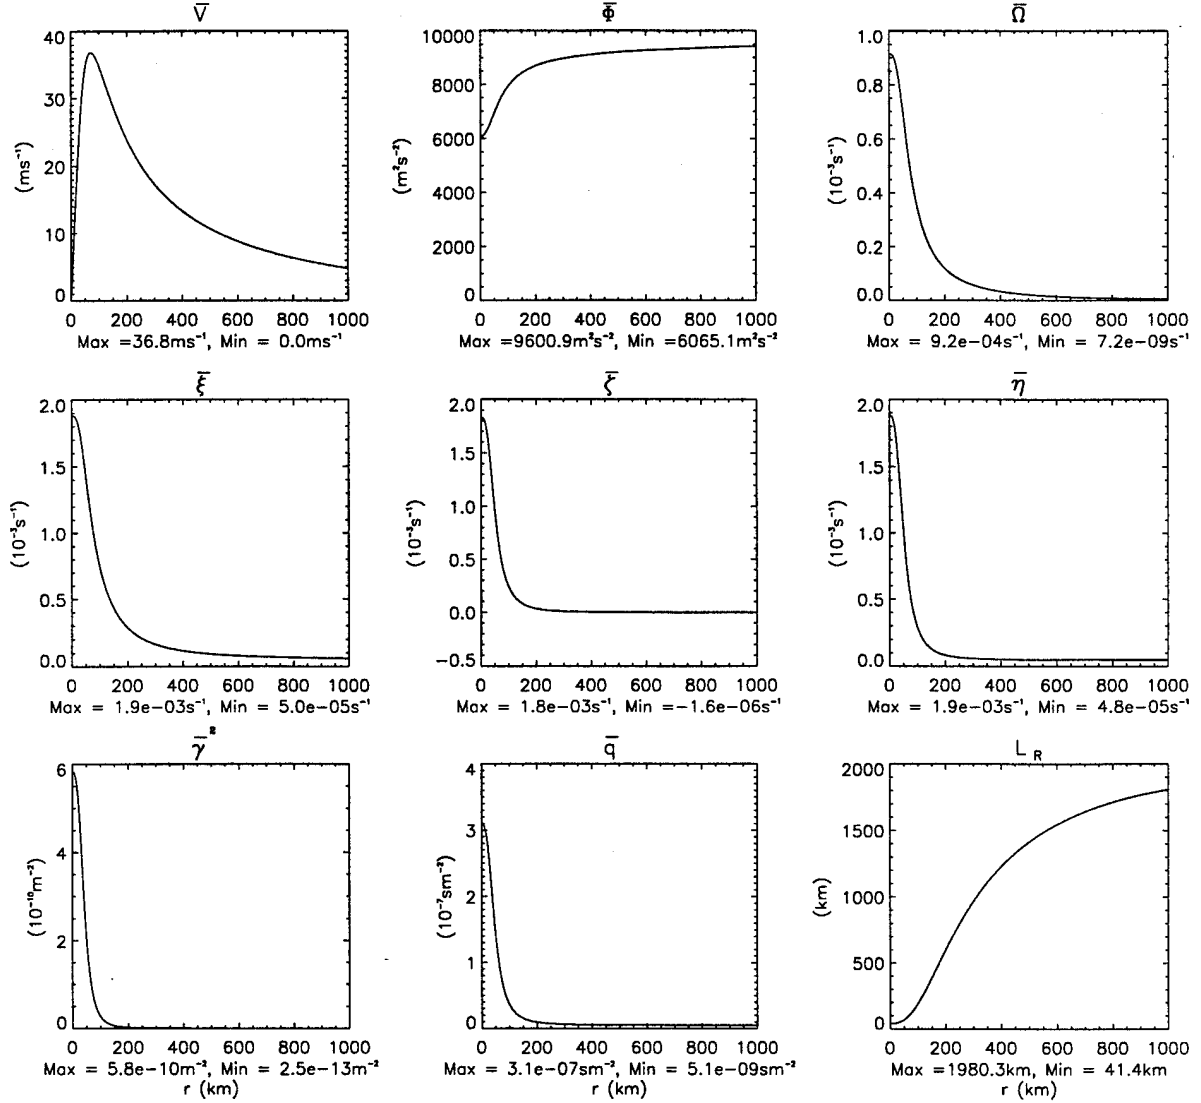 V̄ Φ̄ Ω̄
40 10000 1.0
30 8000 0.8
6000 0.6
20 4000 0.4
10 2000 0.2
0 0 0.0
(ms⁻¹) (m²s⁻²) (10⁻³s⁻¹)
0 200 400 600 800 1000 0 200 400 600 800 1000 0 200 400 600 800 1000
Max =36.8ms⁻¹, Min = 0.0ms⁻¹ Max =9600.9m²s⁻², Min =6065.1m²s⁻² Max = 9.2e−04s⁻¹, Min = 7.2e−09s⁻¹
ξ̄ ζ̄ η̄
2.0 2.0 2.0
1.5 1.5 1.5
1.0 1.0 1.0
0.5 0.5 0.5
0.0 0.0 0.0
−0.5
(10⁻³s⁻¹) (10⁻³s⁻¹) (10⁻³s⁻¹)
0 200 400 600 800 1000 0 200 400 600 800 1000 0 200 400 600 800 1000
Max = 1.9e−03s⁻¹, Min = 5.0e−05s⁻¹ Max = 1.8e−03s⁻¹, Min =−1.6e−06s⁻¹ Max = 1.9e−03s⁻¹, Min = 4.8e−05s⁻¹
γ̄² q̄ L_R
6 4 2000
4 3 1500
2 1000
2 1 500
0 0 0
(10⁻¹⁰m⁻²) (10⁻⁷sm⁻²) (km)
0 200 400 600 800 1000 0 200 400 600 800 1000 0 200 400 600 800 1000
Max = 5.8e−10m⁻², Min = 2.5e−13m⁻² Max = 3.1e−07sm⁻², Min = 5.1e−09sm⁻² Max =1980.3km, Min = 41.4km
r (km) r (km) r (km)